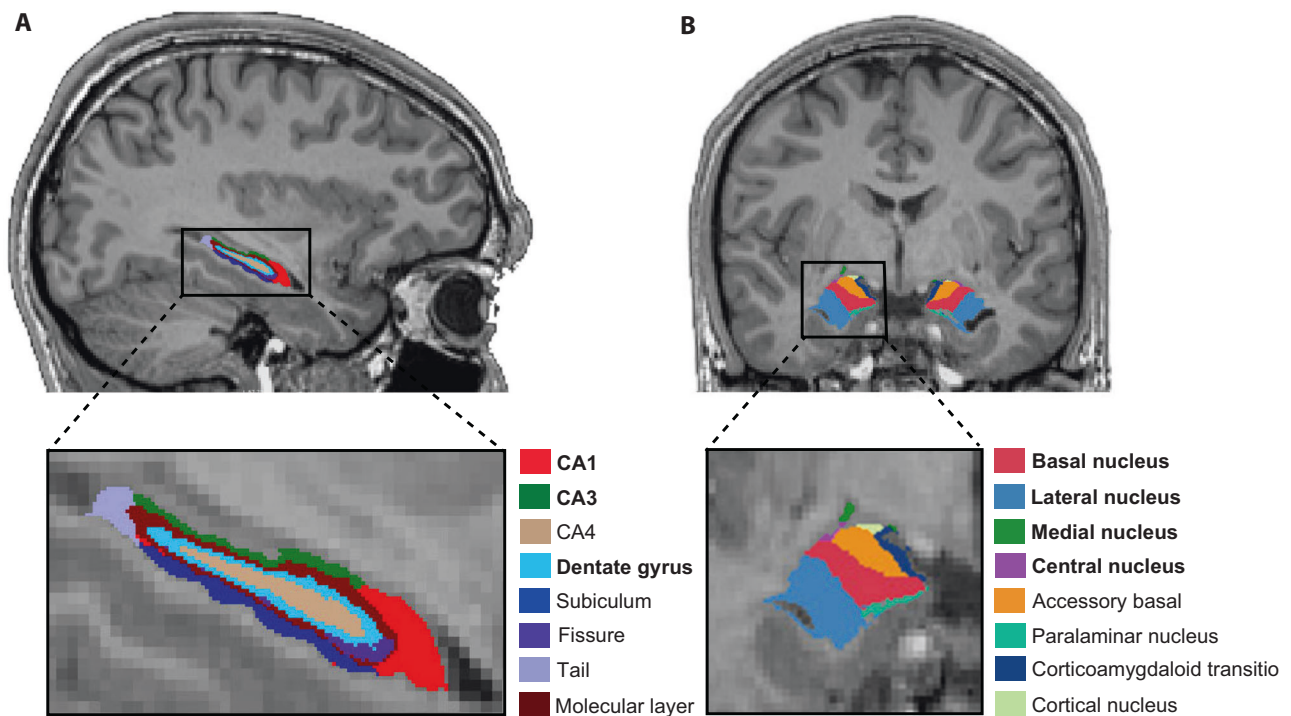 A
B
CA1
CA3
CA4
Dentate gyrus
Subiculum
Fissure
Tail
Molecular layer
Basal nucleus
Lateral nucleus
Medial nucleus
Central nucleus
Accessory basal
Paralaminar nucleus
Corticoamygdaloid transitio
Cortical nucleus